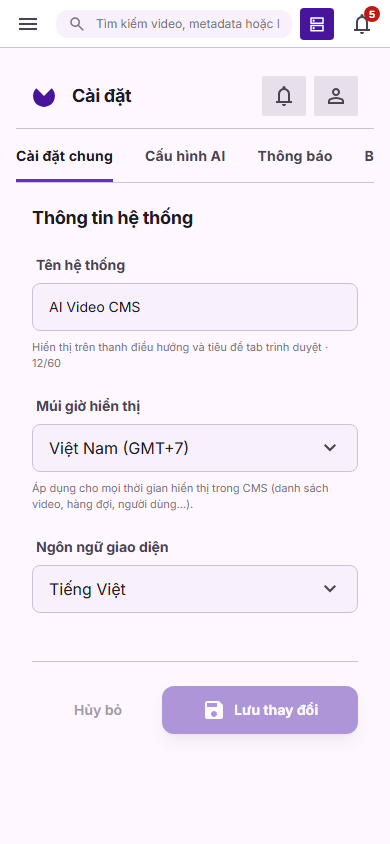 Tìm kiếm video, metadata hoặc l
5
Cài đặt
Cài đặt chung
Cấu hình AI
Thông báo
B
Thông tin hệ thống
Tên hệ thống
AI Video CMS
Hiển thị trên thanh điều hướng và tiêu đề tab trình duyệt ·
12/60
Múi giờ hiển thị
Việt Nam (GMT+7)
Áp dụng cho mọi thời gian hiển thị trong CMS (danh sách
video, hàng đợi, người dùng...).
Ngôn ngữ giao diện
Tiếng Việt
Hủy bỏ
Lưu thay đổi